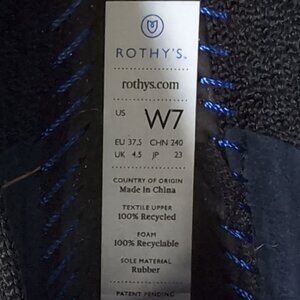 ROTHY'S™
rothys.com
US W7
EU 37.5 CHN 240
UK 4.5 JP 23
COUNTRY OF ORIGIN
Made in China
TEXTILE UPPER
100% Recycled
FOAM
100% Recyclable
SOLE MATERIAL
Rubber
PATENT PENDING